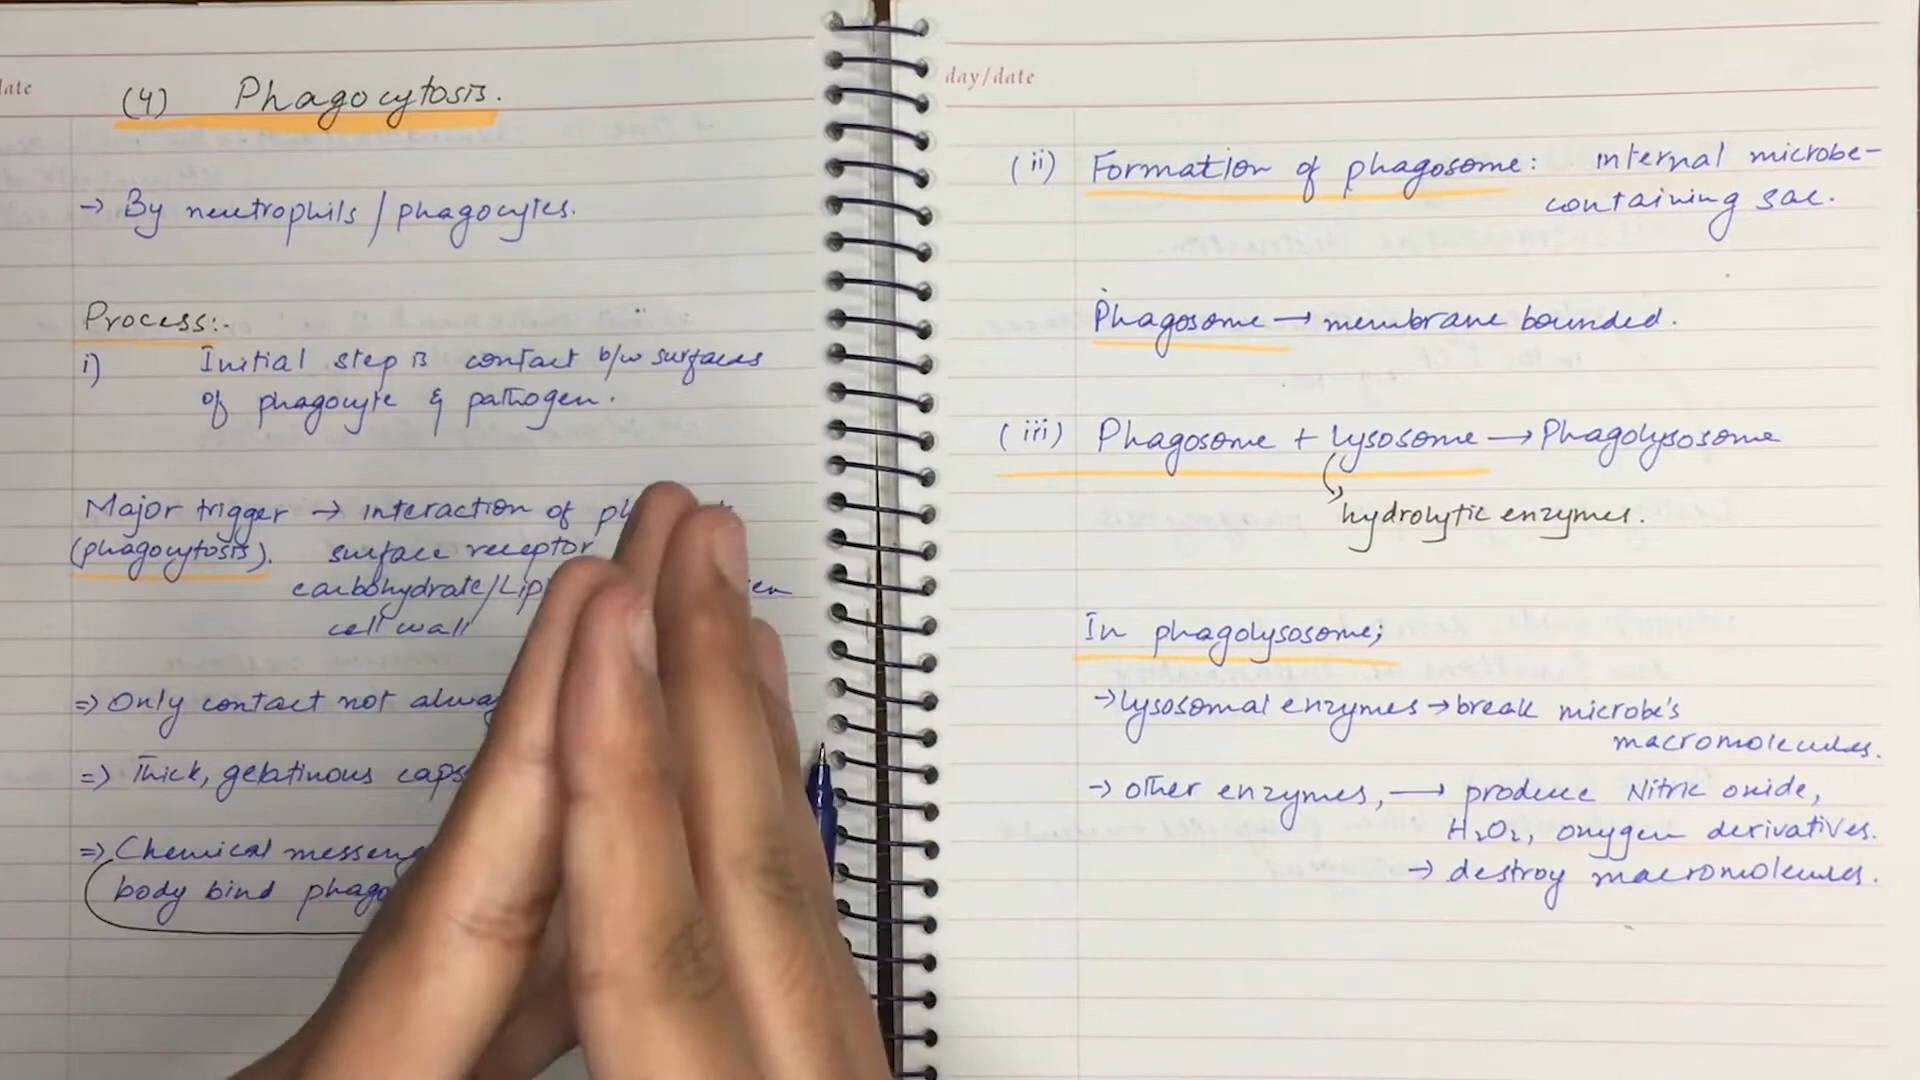 date
(4) Phagocytosis.
→ By neutrophils / phagocytes.
Process:-
i) Initial step is contact b/w surfaces
of phagocyte & pathogen.
Major trigger → interaction of
(phagocytosis). surface receptor
carbohydrate/
cell wall
⇒ Only contact not
⇒ Thick, gelatinous
⇒ Chemical
body bind
day/date
(ii) Formation of phagosome: internal microbe-
containing sac.
Phagosome → membrane bounded.
(iii) Phagosome + lysosome → Phagolysosome
hydrolytic enzymes.
In phagolysosome;
→ lysosomal enzymes → break microbe's
macromolecules.
→ other enzymes, → produce Nitric oxide,
H₂O₂, oxygen derivatives.
→ destroy macromolecules.